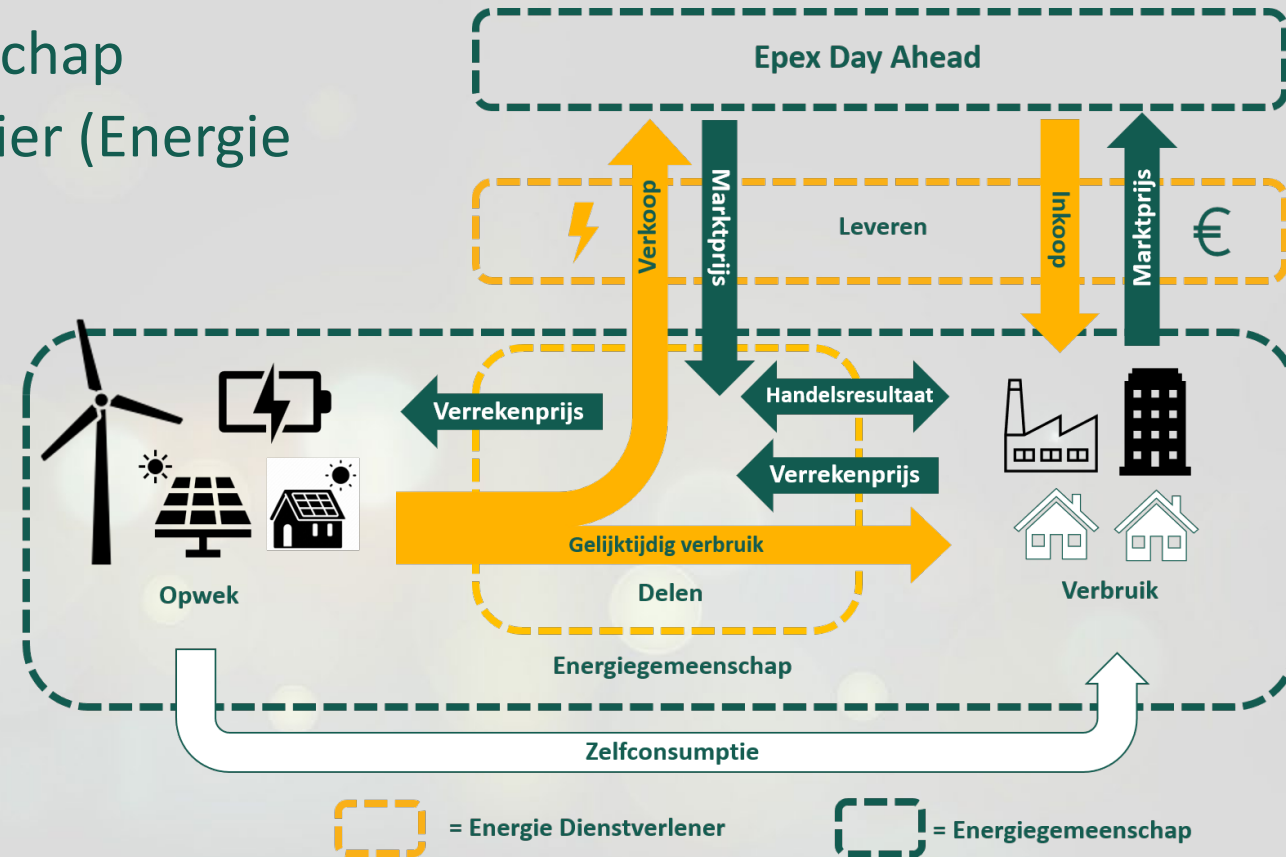 schap
ier (Energie
Epex Day Ahead
Verkoop
Marktprijs
Leveren
Inkoop
Marktprijs
€
Verrekenprijs
Handelsresultaat
Verrekenprijs
Gelijktijdig verbruik
Opwek
Delen
Verbruik
Energiegemeenschap
Zelfconsumptie
= Energie Dienstverlener
= Energiegemeenschap